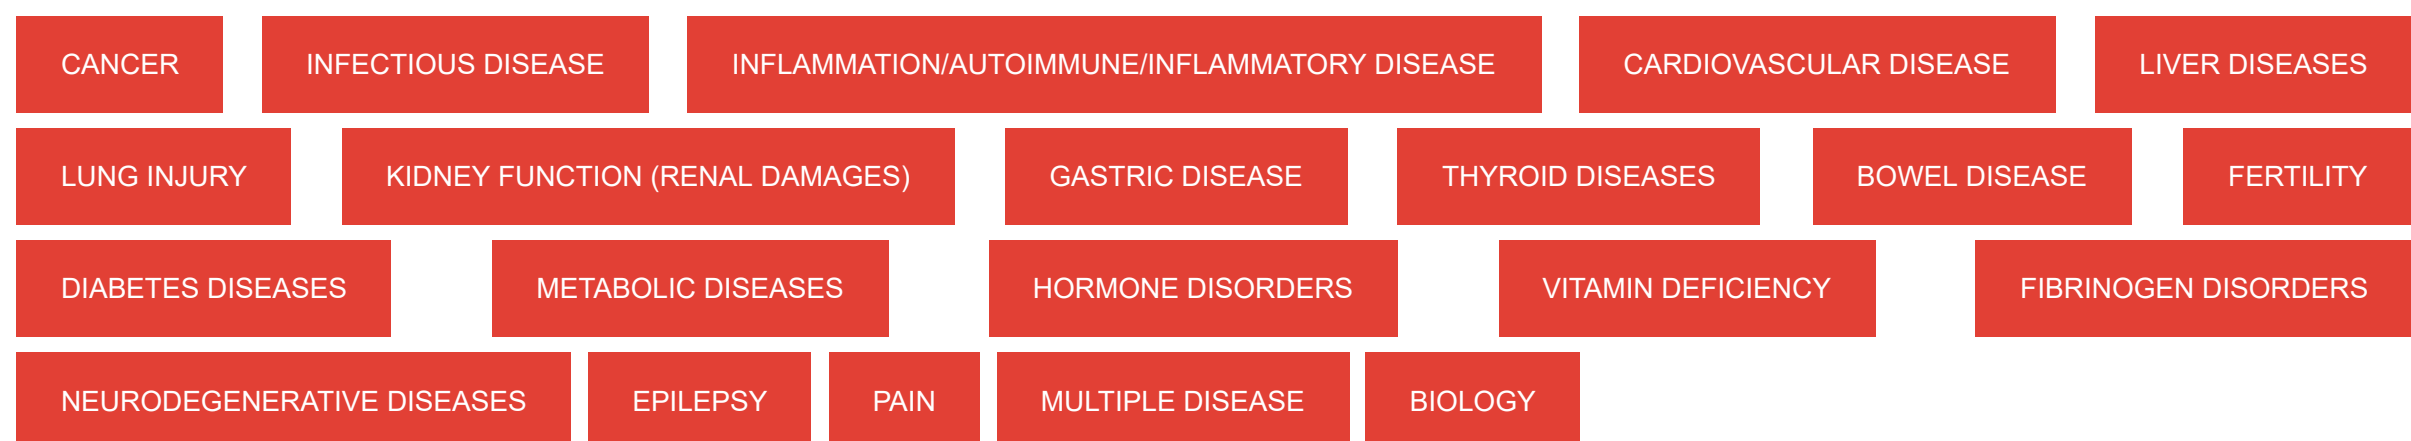 CANCER
INFECTIOUS DISEASE
INFLAMMATION/AUTOIMMUNE/INFLAMMATORY DISEASE
CARDIOVASCULAR DISEASE
LIVER DISEASES
LUNG INJURY
KIDNEY FUNCTION (RENAL DAMAGES)
GASTRIC DISEASE
THYROID DISEASES
BOWEL DISEASE
FERTILITY
DIABETES DISEASES
METABOLIC DISEASES
HORMONE DISORDERS
VITAMIN DEFICIENCY
FIBRINOGEN DISORDERS
NEURODEGENERATIVE DISEASES
EPILEPSY
PAIN
MULTIPLE DISEASE
BIOLOGY